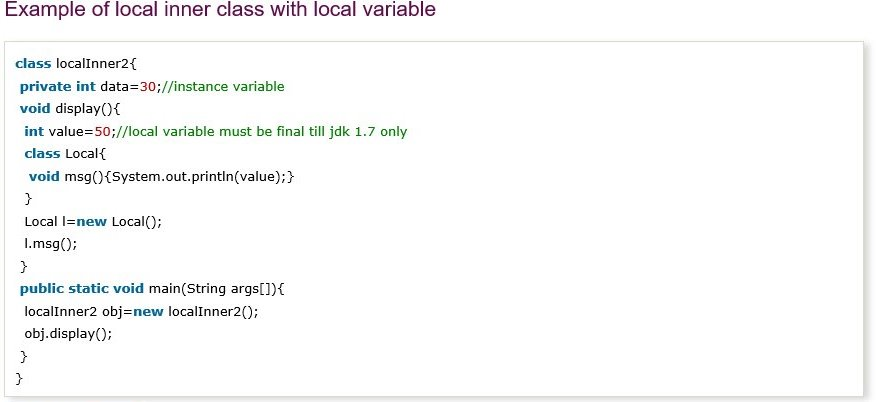 Example of local inner class with local variable
class localInner2{
private int data=30;//instance variable
void display(){
int value=50;//local variable must be final till jdk 1.7 only
class Local{
void msg(){System.out.println(value);}
}
Local l=new Local();
l.msg();
}
public static void main(String args[]){
localInner2 obj=new localInner2();
obj.display();
}
}